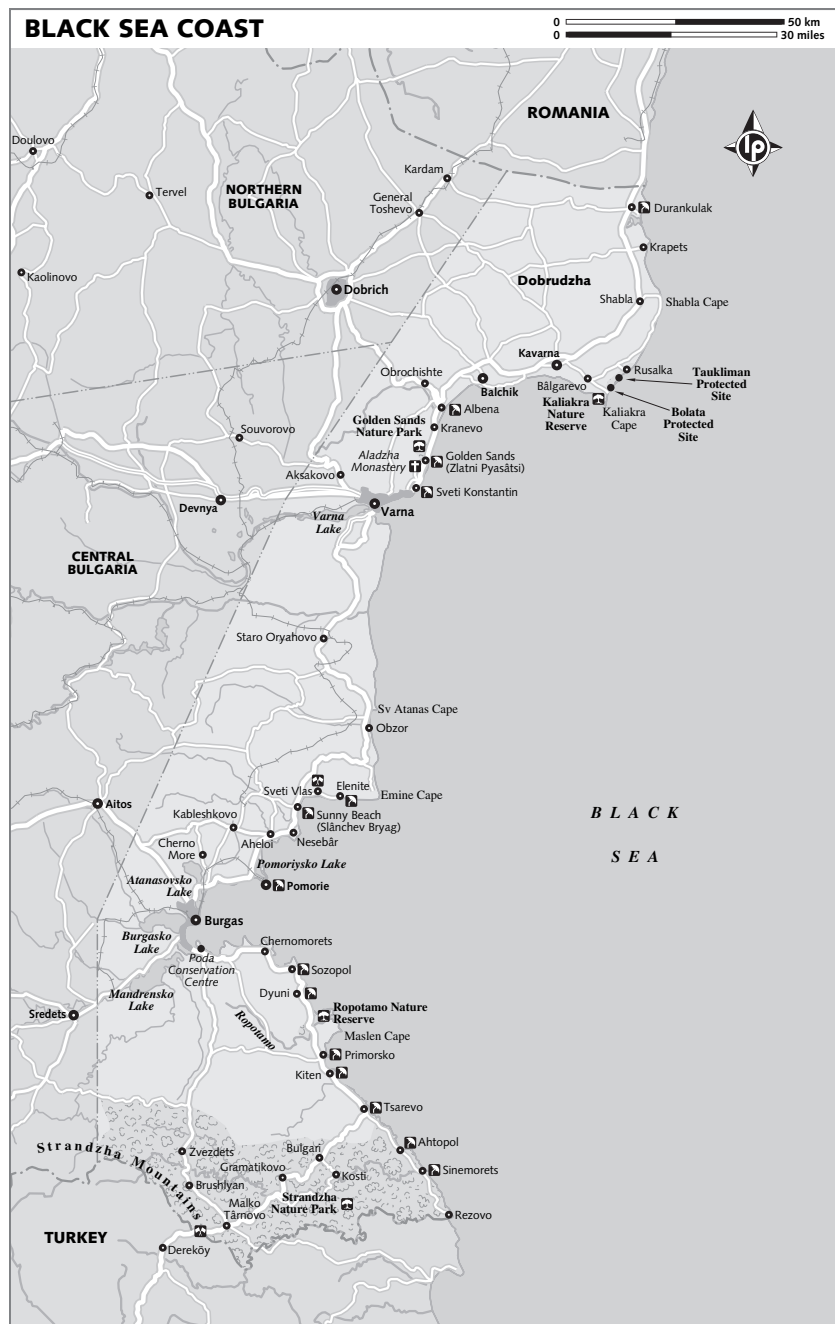 BLACK SEA COAST
0 50 km
0 30 miles
ROMANIA
lp
Doulovo
Kardam
Tervel
NORTHERN
BULGARIA
General
Toshevo
Durankulak
Krapets
Kaolinovo
Dobrudzha
Dobrich
Shabla
Shabla Cape
Kavarna
Obrochishte
Balchik
Bâlgarevo
Rusalka
Taukliman
Protected
Site
Kaliakra
Nature
Reserve
Kaliakra
Cape
Bolata
Protected
Site
Albena
Golden Sands
Nature Park
Kranevo
Souvorovo
Aladzha
Monastery
Golden Sands
(Zlatni Pyasâtsi)
Aksakovo
Sveti Konstantin
Devnya
Varna
Varna
Lake
CENTRAL
BULGARIA
Staro Oryahovo
Sv Atanas Cape
Obzor
Sveti Vlas
Elenite
Emine Cape
Aitos
Sunny Beach
(Slânchev Bryag)
Kableshkovo
Aheloi
Nesebâr
BLACK
SEA
Cherno
More
Pomoriysko Lake
Atanasovsko
Lake
Pomorie
Burgas
Burgasko
Lake
Chernomorets
Poda
Conservation
Centre
Sozopol
Mandrensko
Lake
Dyuni
Sredets
Ropotamo
Ropotamo Nature
Reserve
Maslen Cape
Primorsko
Kiten
Tsarevo
Strandzha Mountains
Zvezdets
Bulgari
Ahtopol
Gramatikovo
Kosti
Sinemorets
Brushlyan
Strandzha
Nature Park
Malko
Târnovo
Rezovo
TURKEY
Dereköy